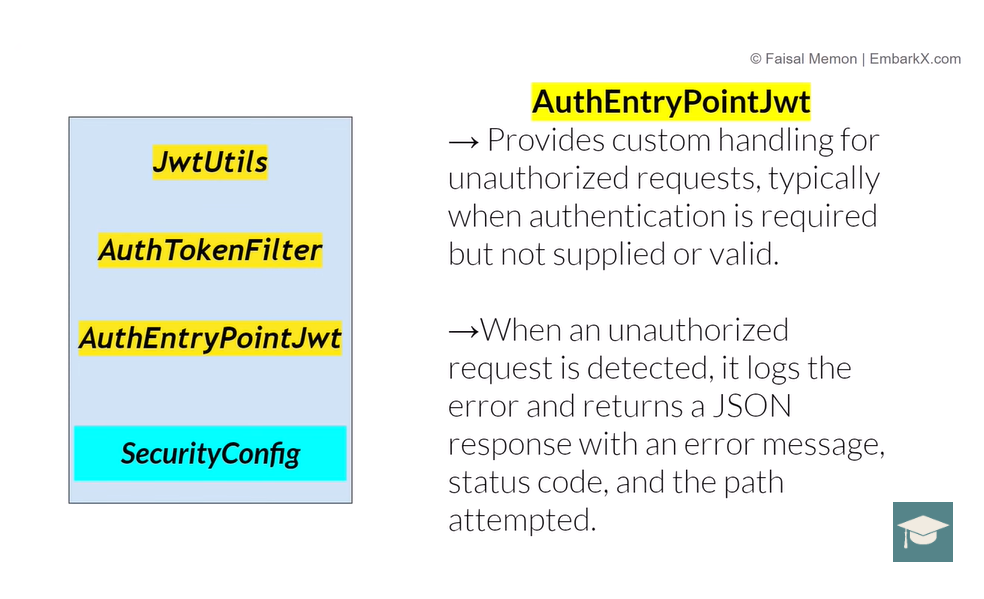 © Faisal Memon | EmbarkX.com
JwtUtils
AuthTokenFilter
AuthEntryPointJwt
SecurityConfig
AuthEntryPointJwt
→ Provides custom handling for
unauthorized requests, typically
when authentication is required
but not supplied or valid.
→When an unauthorized
request is detected, it logs the
error and returns a JSON
response with an error message,
status code, and the path
attempted.